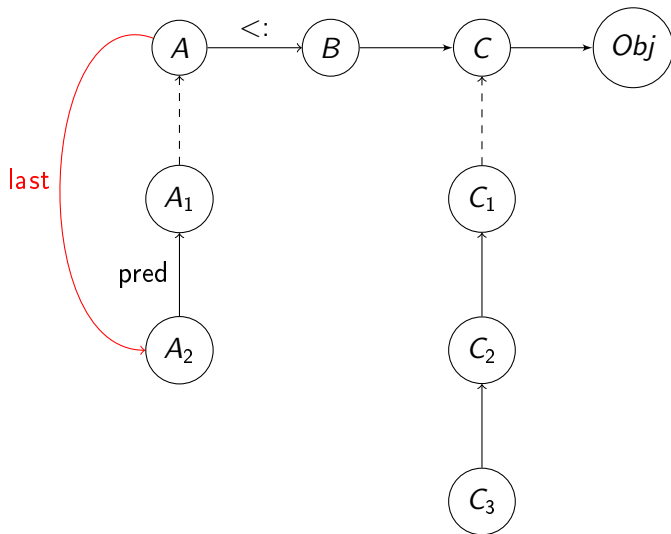 <:
A
B
C
Obj
last
A₁
C₁
pred
A₂
C₂
C₃